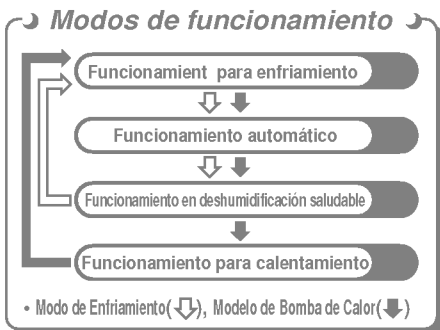 Modos de funcionamiento
Funcionamient para enfriamiento
Funcionamiento automático
Funcionamiento en deshumidificación saludable
Funcionamiento para calentamiento
• Modo de Enfriamiento(⇩), Modelo de Bomba de Calor(🡇)